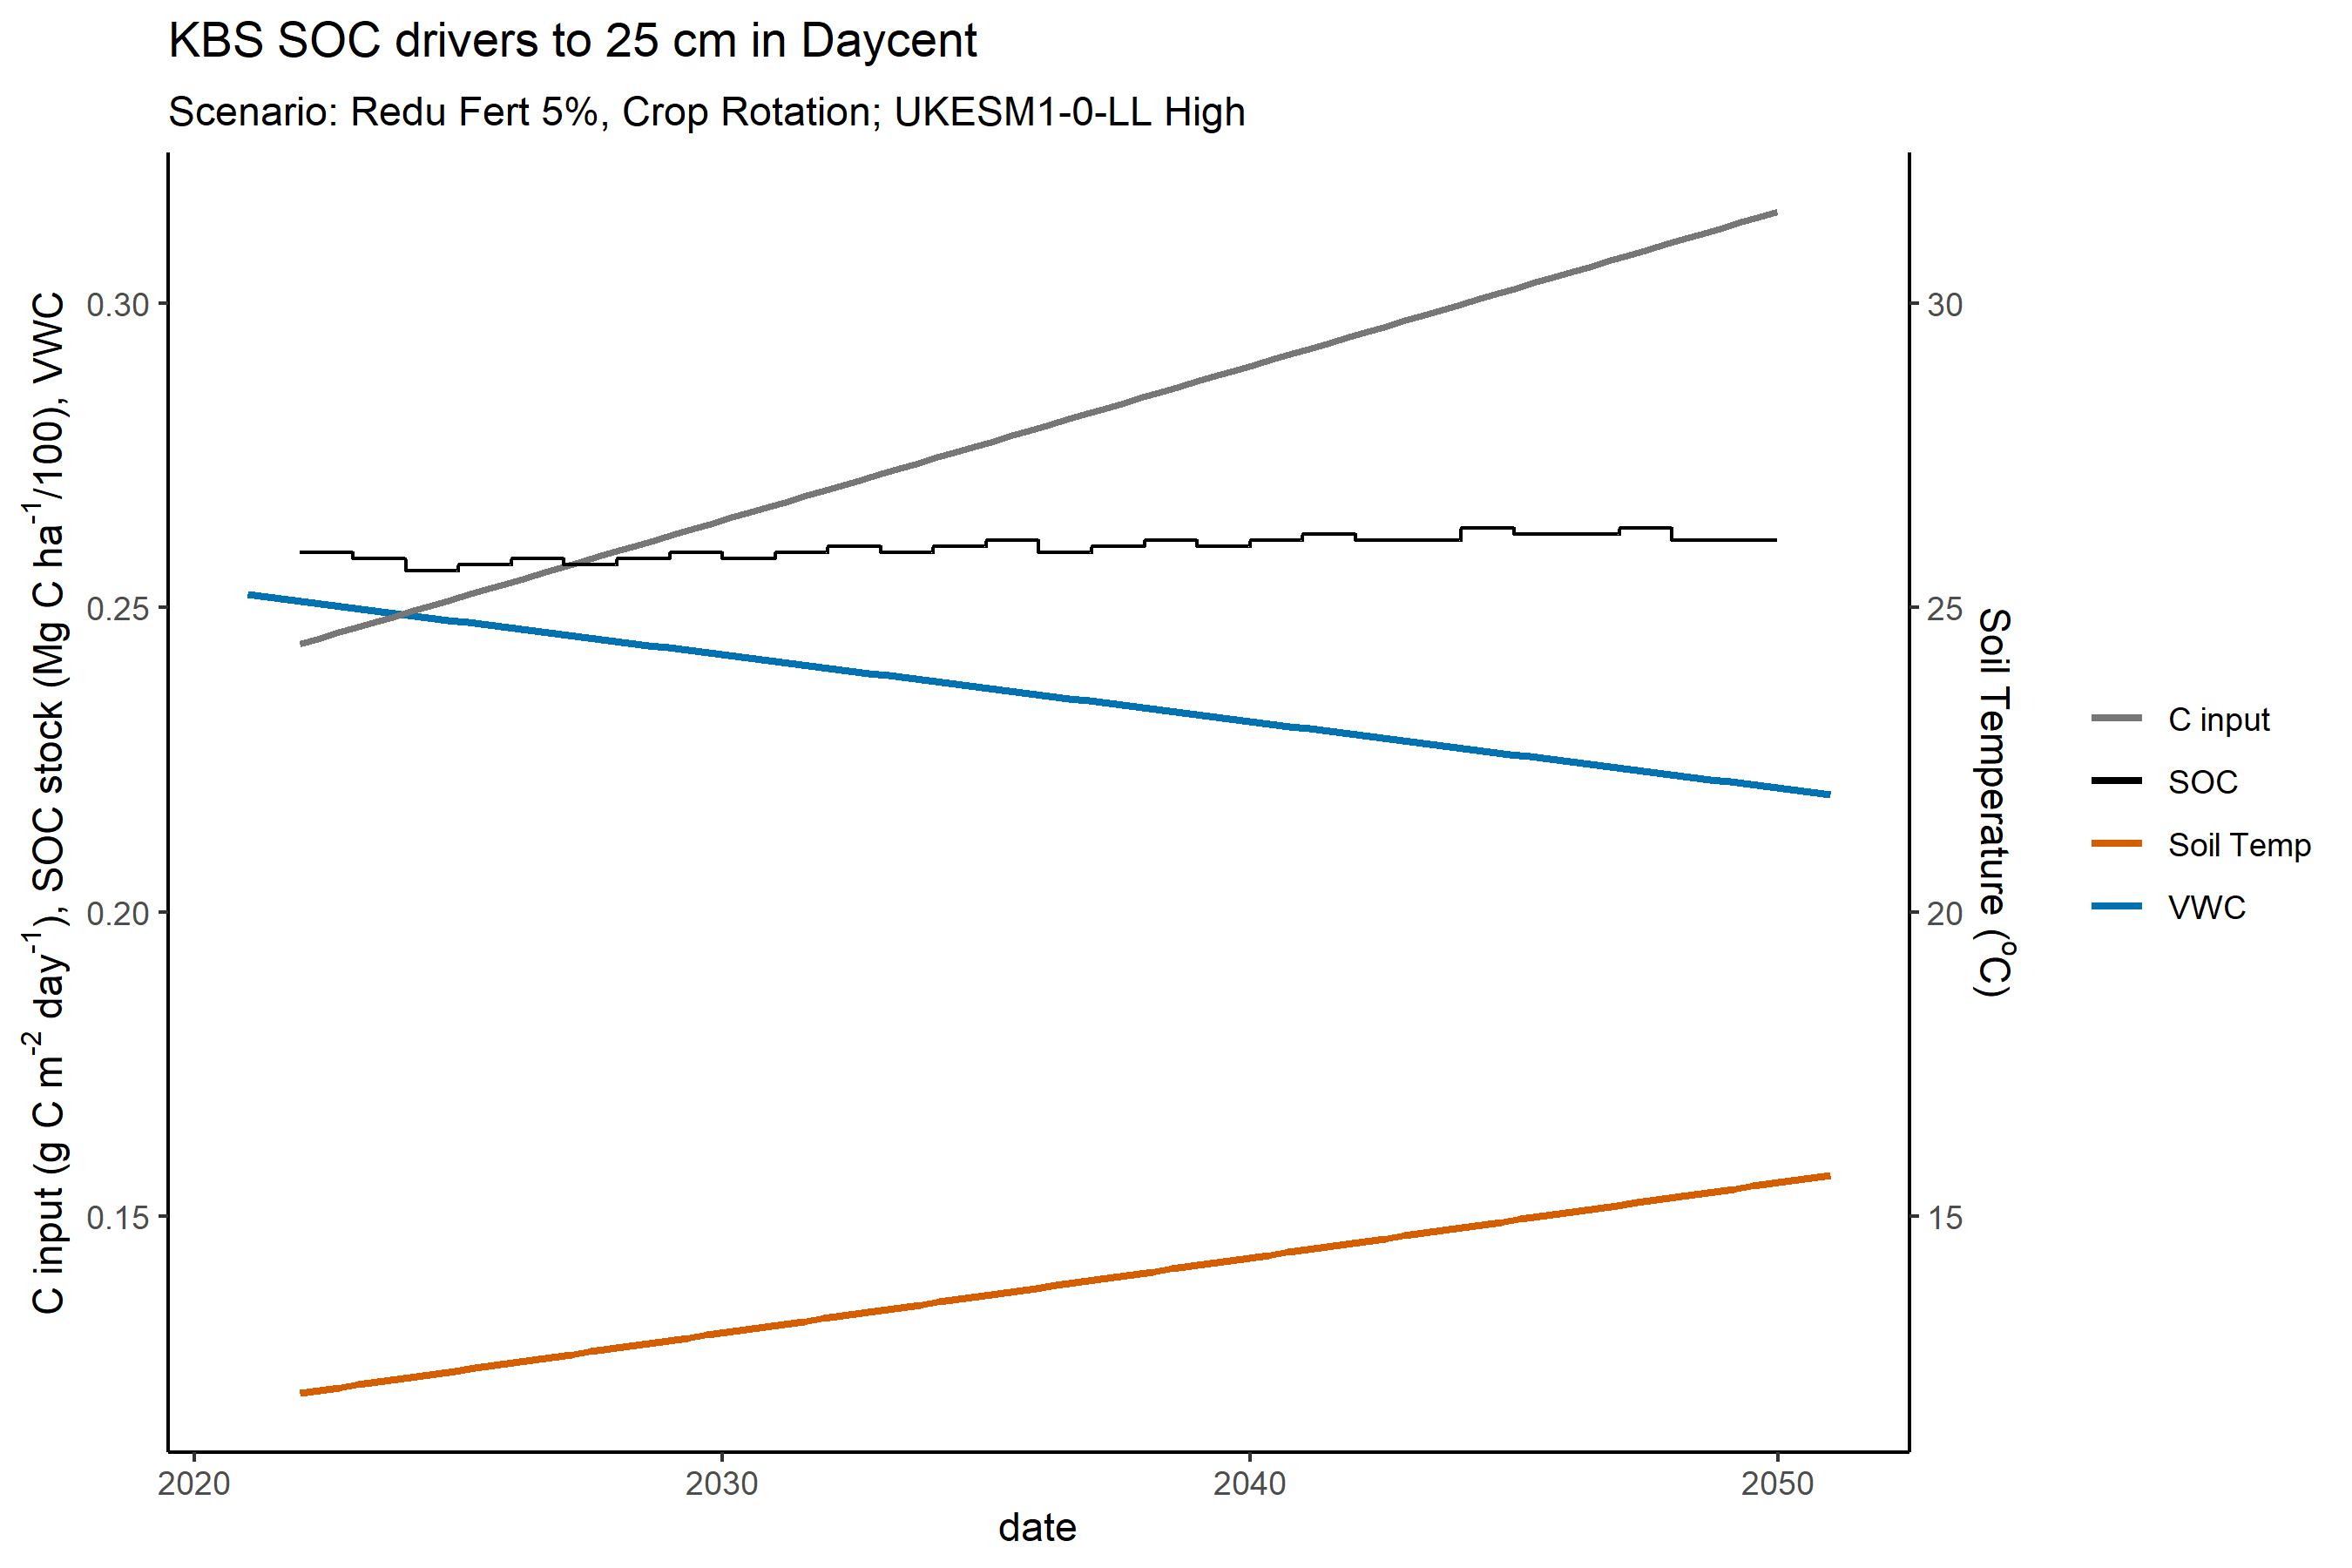 KBS SOC drivers to 25 cm in Daycent
Scenario: Redu Fert 5%, Crop Rotation; UKESM1-0-LL High
C input (g C m⁻² day⁻¹), SOC stock (Mg C ha⁻¹/100), VWC
0.30
0.25
0.20
0.15
30
25
20
15
Soil Temperature (°C)
C input
SOC
Soil Temp
VWC
2020 2030 2040 2050
date